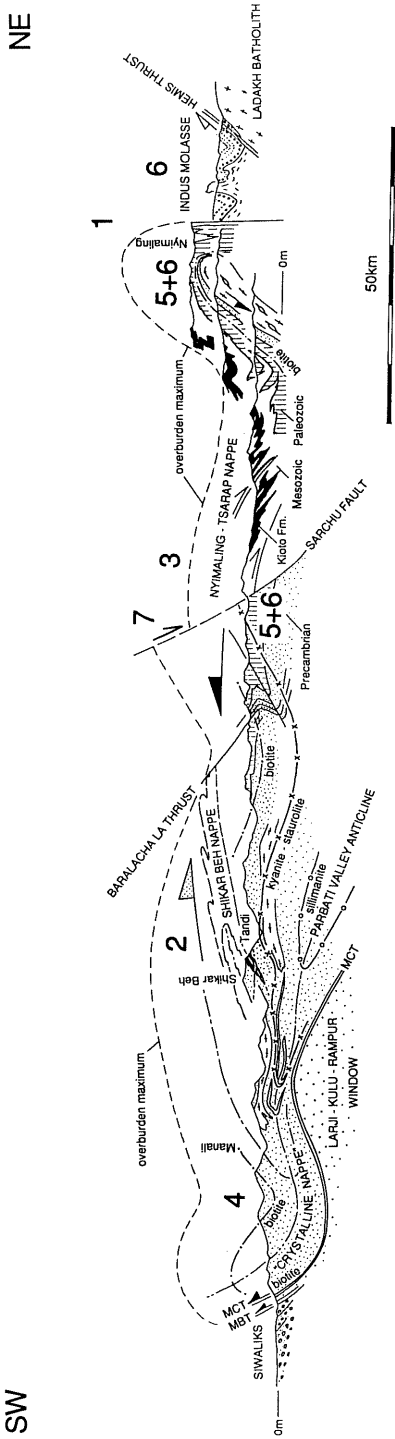 SW
NE
overburden maximum
BARALACHA LA THRUST
7
3
overburden maximum
1
5+6
6
HEMIS THRUST
Nyimaling
INDUS MOLASSE
LADAKH BATHOLITH
Manali
2
SHIKAR BEH NAPPE
Shikar Beh
Tandi
NYIMALING - TSARAP NAPPE
4
MCT
MBT
SIWALIKS
0m
biotite
biotite
CRYSTALLINE NAPPE
LARJI - KULU - RAMPUR
WINDOW
MCT
PARBATI VALLEY ANTICLINE
sillimanite
kyanite - staurolite
biotite
Precambrian
5+6
SARCHU FAULT
Kioto Fm.
Mesozoic
Paleozoic
biotite
0m
50km